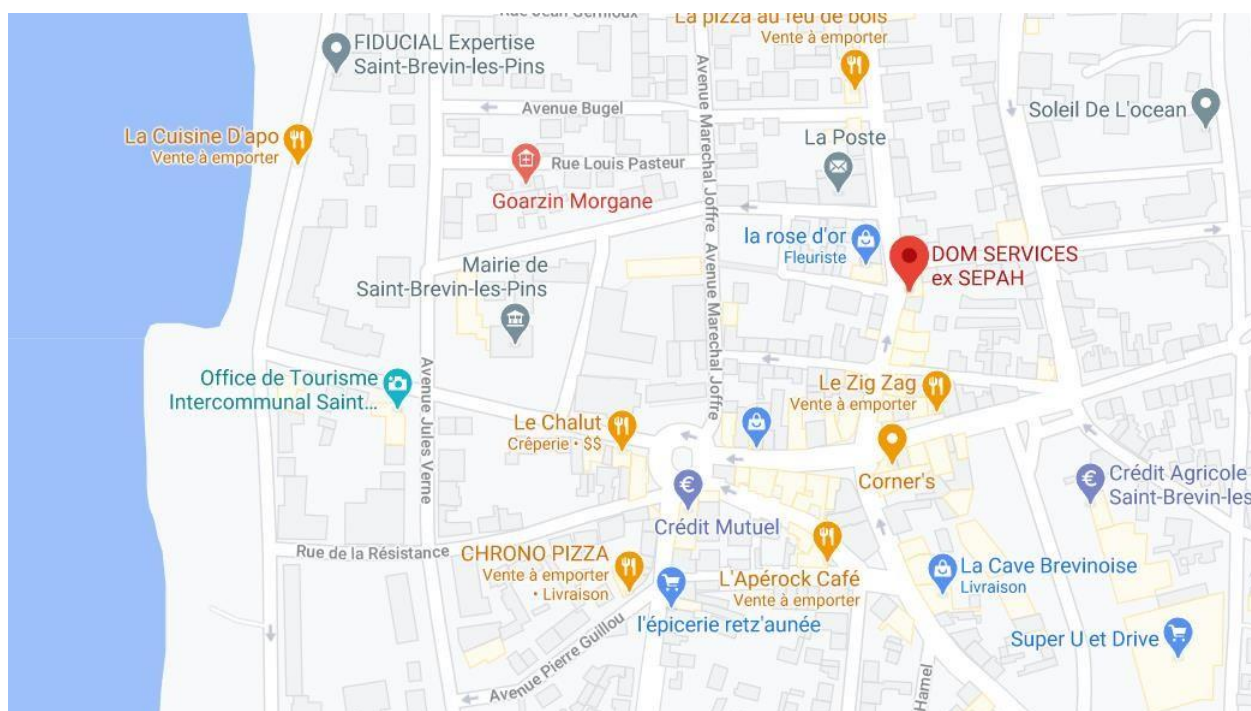 Rue Jean Sernioux
La pizza au feu de bois
Vente à emporter
FIDUCIAL Expertise
Saint-Brevin-les-Pins
Avenue Bugel
Soleil De L'ocean
La Cuisine D'apo
Vente à emporter
La Poste
Rue Louis Pasteur
Goarzin Morgane
Avenue Marechal Joffre
Avenue Marechal Joffre
la rose d'or
Fleuriste
DOM SERVICES
ex SEPAH
Mairie de
Saint-Brevin-les-Pins
Office de Tourisme
Intercommunal Saint...
Avenue Jules Verne
Le Zig Zag
Vente à emporter
Le Chalut
Crêperie • $$
Corner's
Crédit Agricole
Saint-Brevin-les
Crédit Mutuel
Rue de la Résistance
CHRONO PIZZA
Vente à emporter
• Livraison
L'Apérock Café
Vente à emporter
La Cave Brevinoise
Livraison
l'épicerie retz'aunée
Super U et Drive
Avenue Pierre Guillou
Hamel